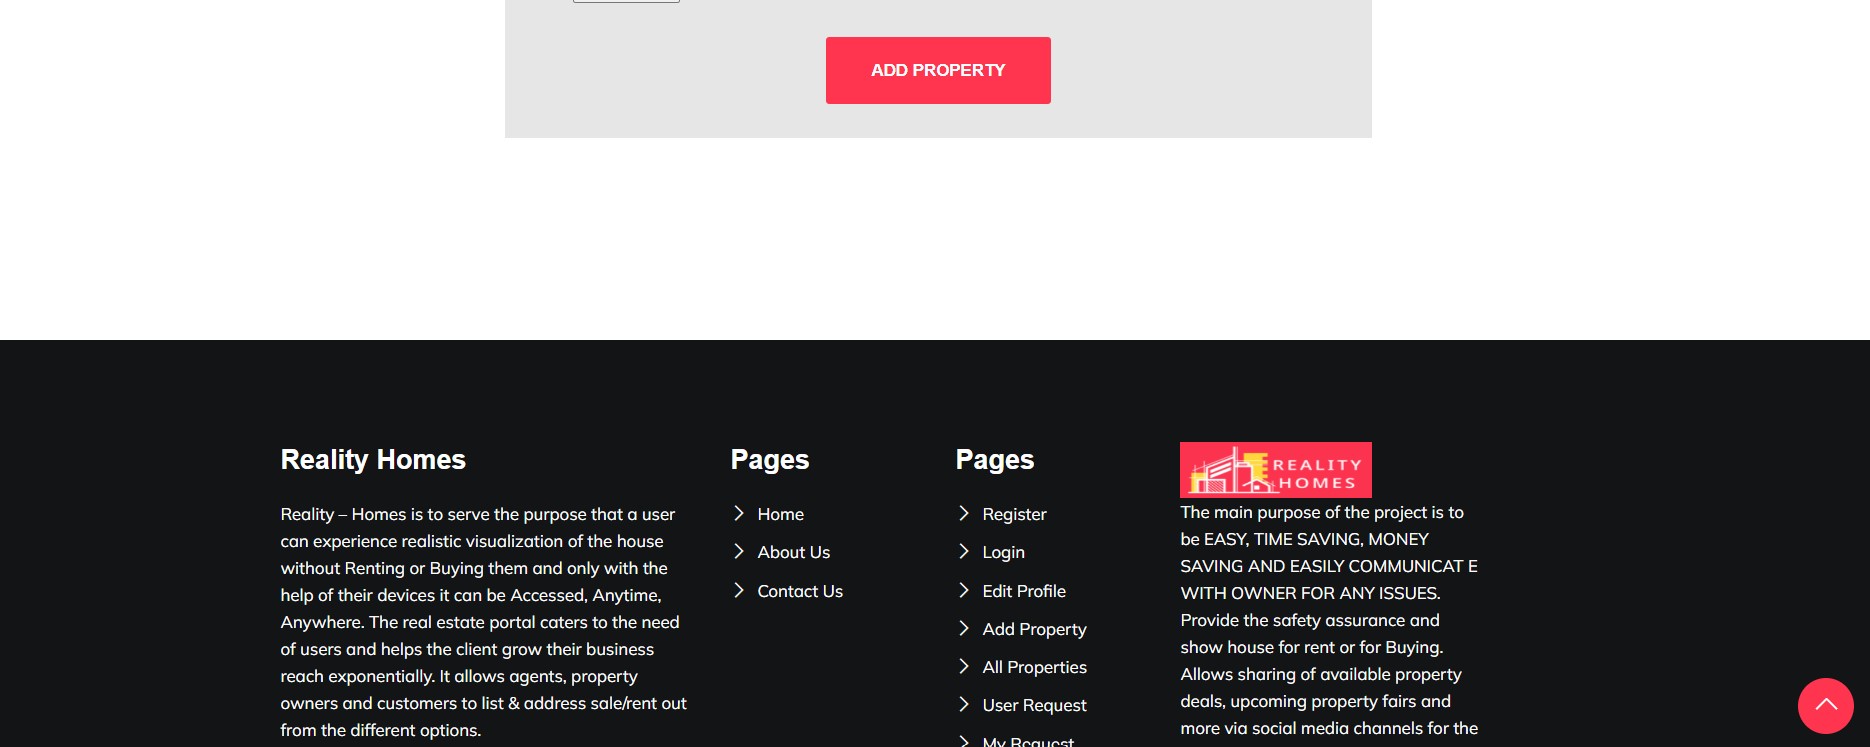 ADD PROPERTY
Reality Homes
Reality – Homes is to serve the purpose that a user
can experience realistic visualization of the house
without Renting or Buying them and only with the
help of their devices it can be Accessed, Anytime,
Anywhere. The real estate portal caters to the need
of users and helps the client grow their business
reach exponentially. It allows agents, property
owners and customers to list & address sale/rent out
from the different options.
Pages
Home
About Us
Contact Us
Pages
Register
Login
Edit Profile
Add Property
All Properties
User Request
My Request
REALITY
HOMES
The main purpose of the project is to
be EASY, TIME SAVING, MONEY
SAVING AND EASILY COMMUNICAT E
WITH OWNER FOR ANY ISSUES.
Provide the safety assurance and
show house for rent or for Buying.
Allows sharing of available property
deals, upcoming property fairs and
more via social media channels for the